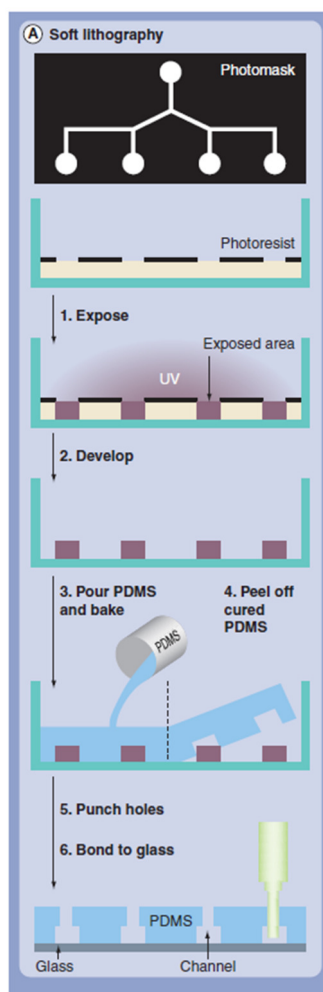 A Soft lithography
Photomask
Photoresist
1. Expose
Exposed area
UV
2. Develop
3. Pour PDMS
and bake
4. Peel off
cured
PDMS
PDMS
5. Punch holes
6. Bond to glass
PDMS
Glass
Channel